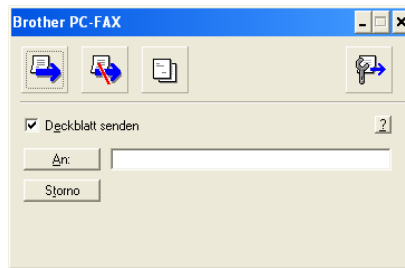 Brother PC-FAX
Deckblatt senden
?
An:
Storno